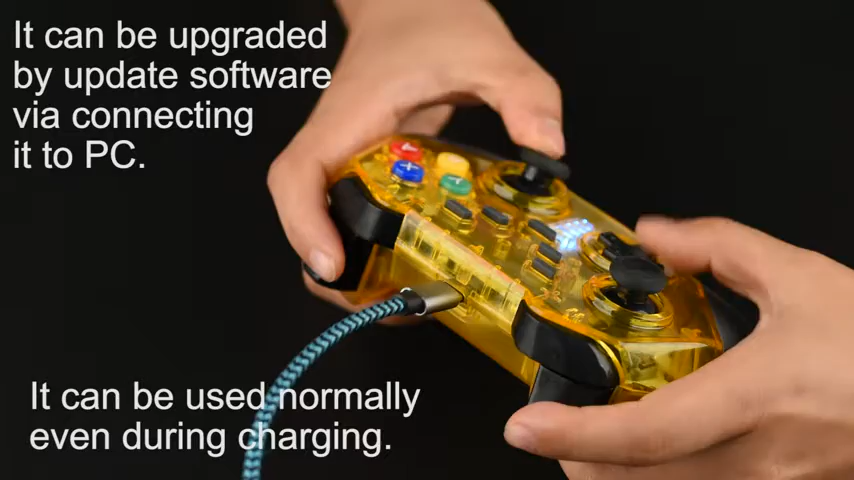 It can be upgraded
by update software
via connecting
it to PC.
It can be used normally
even during charging.